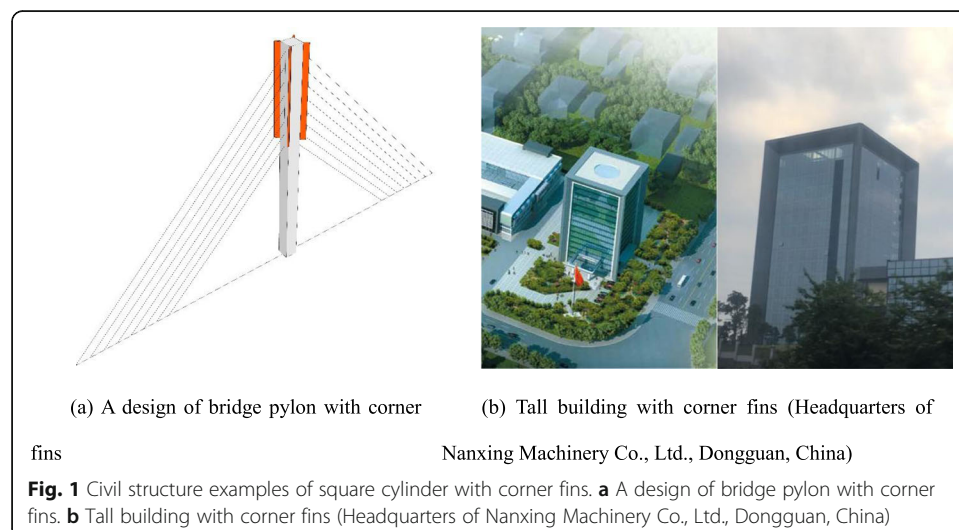 (a) A design of bridge pylon with corner
fins
(b) Tall building with corner fins (Headquarters of
Nanxing Machinery Co., Ltd., Dongguan, China)
Fig. 1 Civil structure examples of square cylinder with corner fins. a A design of bridge pylon with corner
fins. b Tall building with corner fins (Headquarters of Nanxing Machinery Co., Ltd., Dongguan, China)